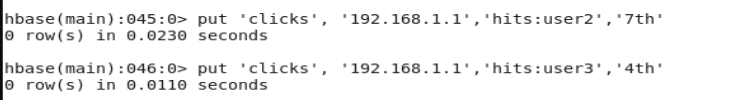 hbase(main):045:0> put 'clicks', '192.168.1.1','hits:user2','7th'
0 row(s) in 0.0230 seconds
hbase(main):046:0> put 'clicks', '192.168.1.1','hits:user3','4th'
0 row(s) in 0.0110 seconds